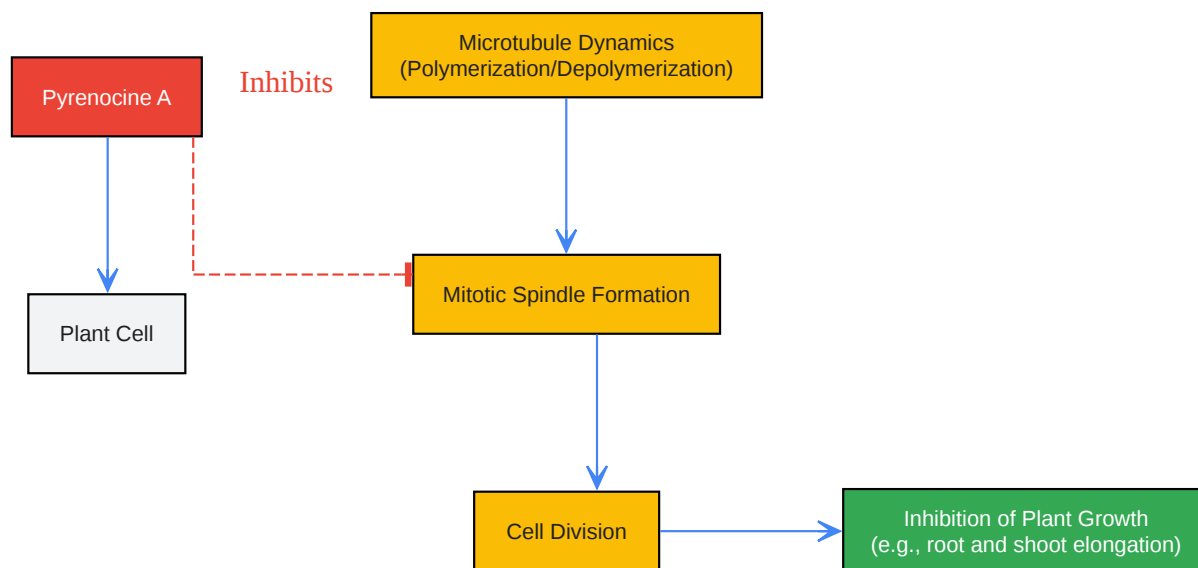 Microtubule Dynamics
(Polymerization/Depolymerization)
Pyrenocine A
Inhibits
Mitotic Spindle Formation
Plant Cell
Cell Division
Inhibition of Plant Growth
(e.g., root and shoot elongation)